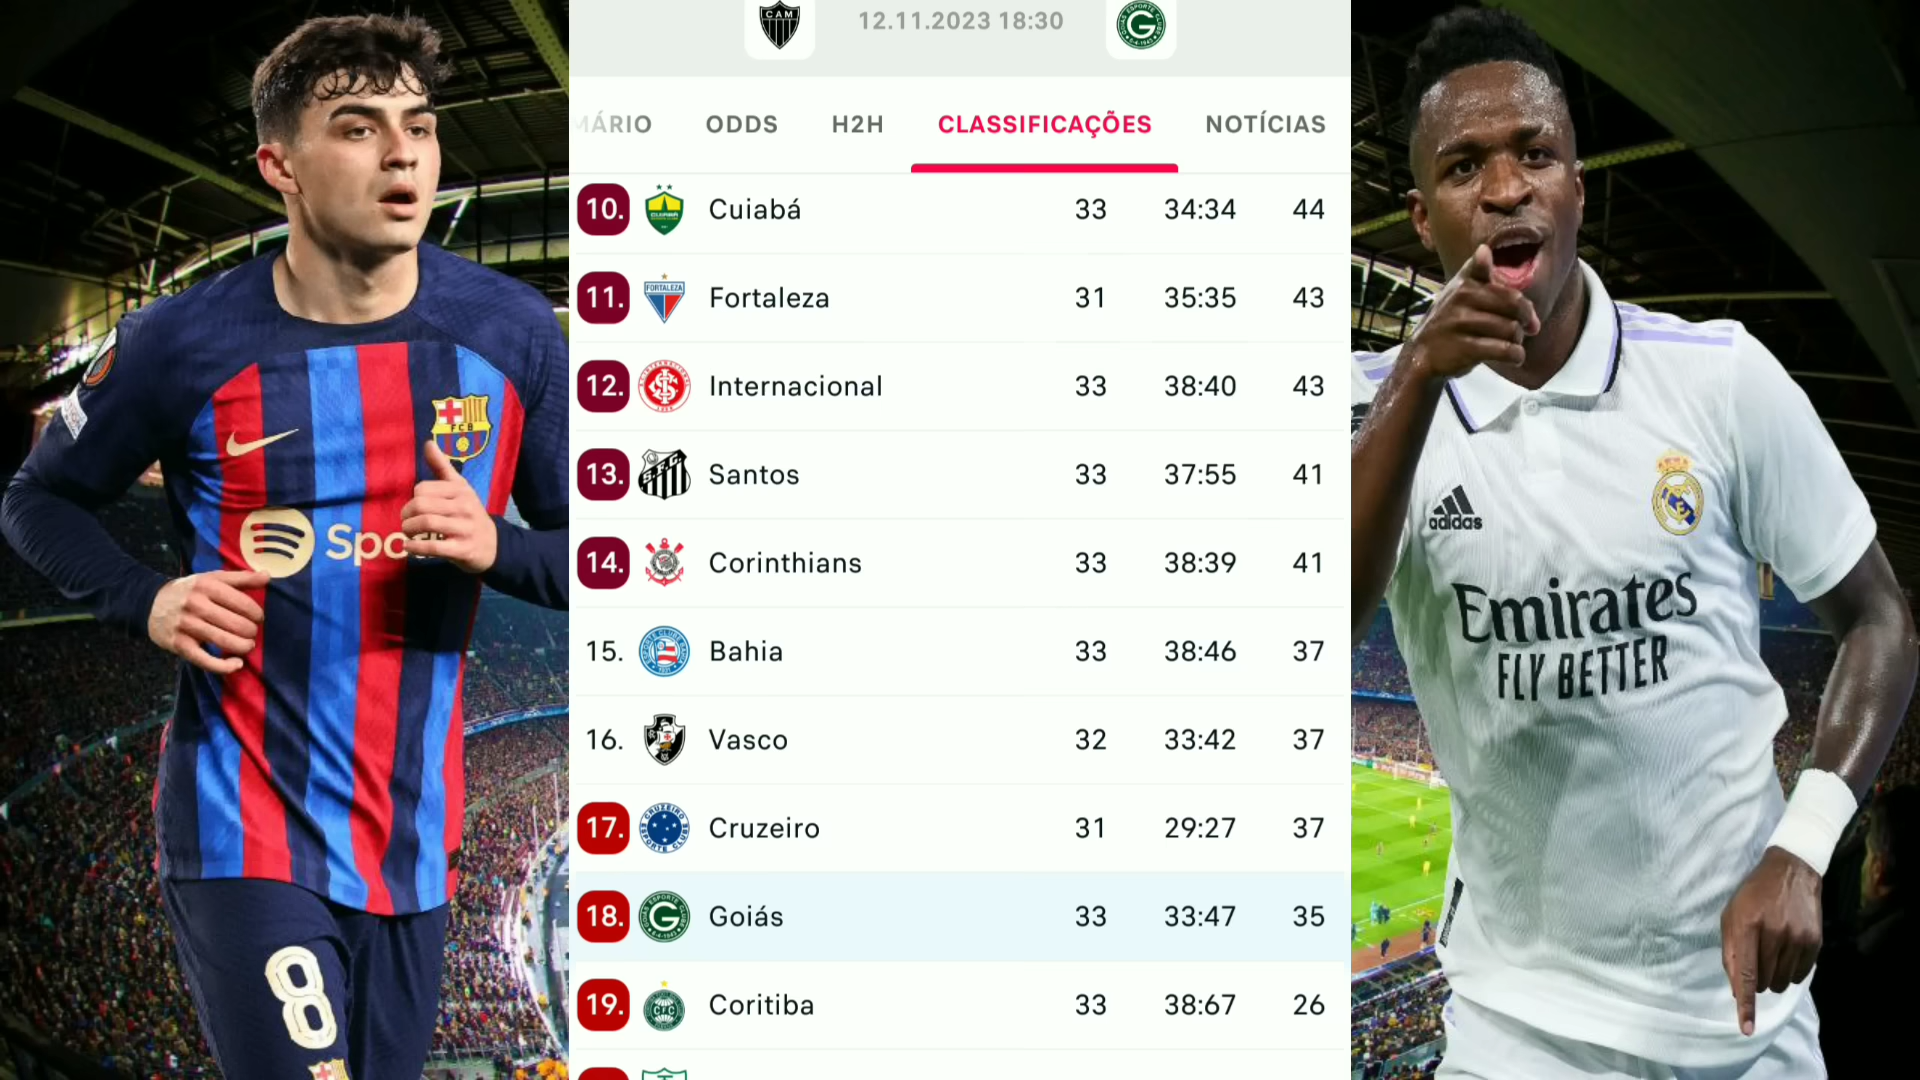 CAM
12.11.2023 18:30
G
MÁRIO ODDS H2H CLASSIFICAÇÕES NOTÍCIAS
10. Cuiabá 33 34:34 44
11. Fortaleza 31 35:35 43
12. Internacional 33 38:40 43
13. Santos 33 37:55 41
14. Corinthians 33 38:39 41
15. Bahia 33 38:46 37
16. Vasco 32 33:42 37
17. Cruzeiro 31 29:27 37
18. Goiás 33 33:47 35
19. Coritiba 33 38:67 26
FCB
8
adidas
Emirates
FLY BETTER